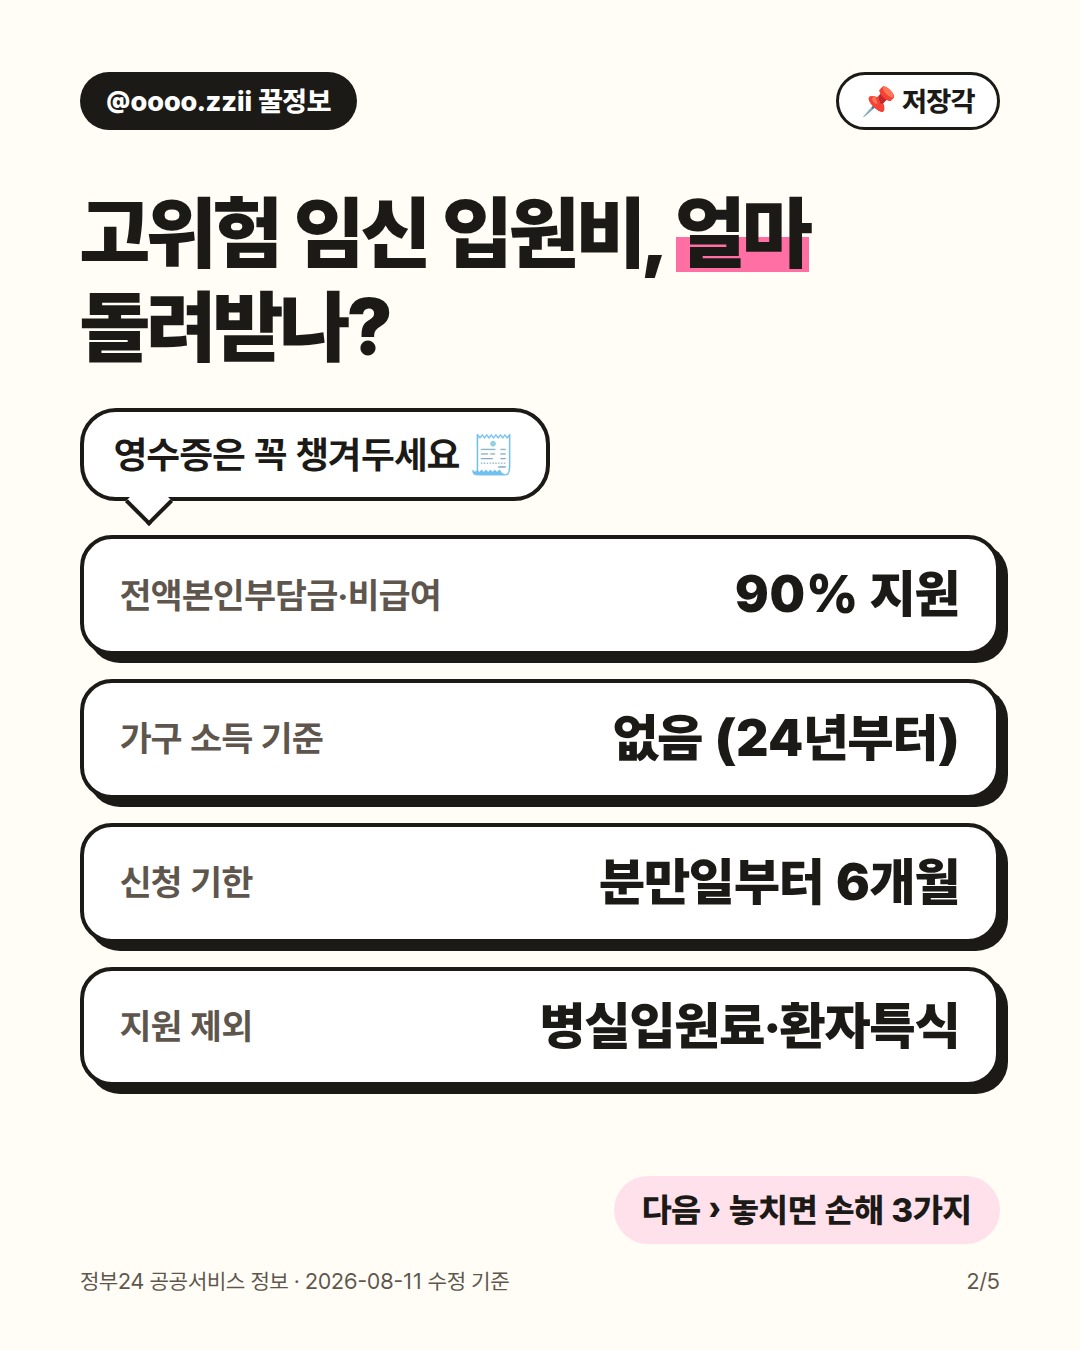 @oooo.zzii 꿀정보
📌 저장각
고위험 임신 입원비, 얼마
돌려받나?
영수증은 꼭 챙겨두세요 🧾
전액본인부담금·비급여
90% 지원
가구 소득 기준
없음 (24년부터)
신청 기한
분만일부터 6개월
지원 제외
병실입원료·환자특식
다음 › 놓치면 손해 3가지
정부24 공공서비스 정보 · 2026-08-11 수정 기준
2/5